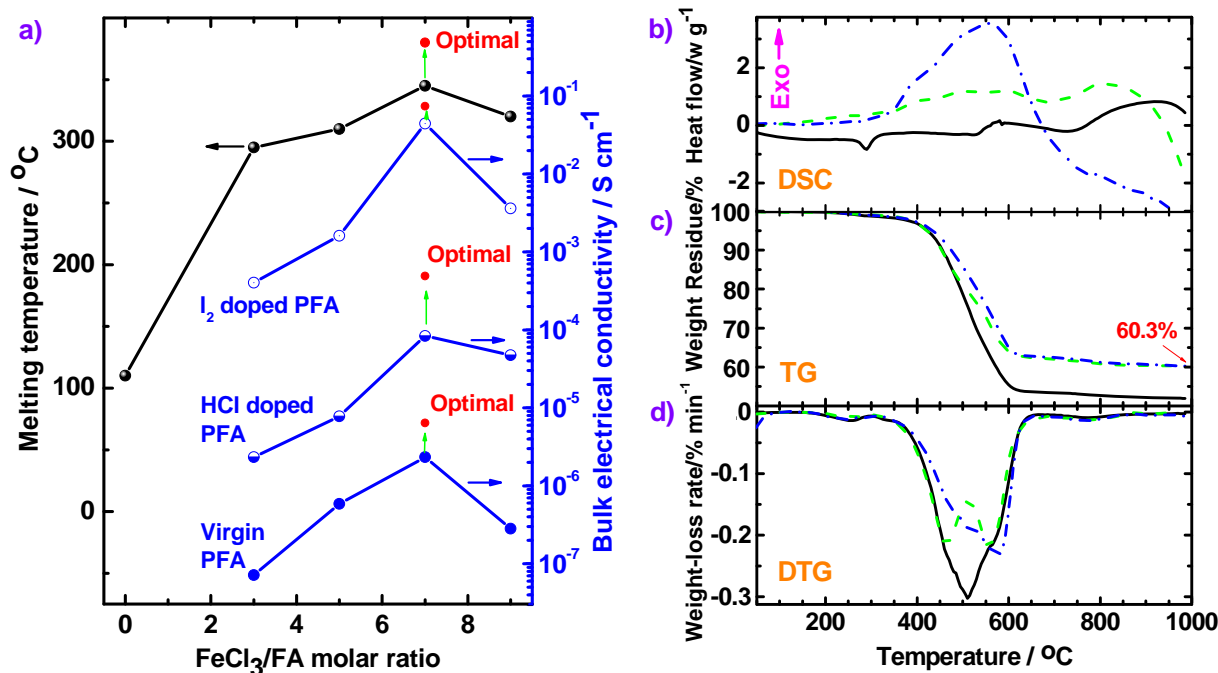 a)
Melting temperature / ºC
300
200
100
0
0 2 4 6 8
FeCl3/FA molar ratio
Optimal
I2 doped PFA
Optimal
HCl doped
PFA
Optimal
Virgin
PFA
10^-1
10^-2
10^-3
10^-4
10^-5
10^-6
10^-7
Bulk electrical conductivity / S cm^-1
b)
Exo
Heat flow/w g^-1
2
0
-2
DSC
c)
Weight Residue/%
100
90
80
70
60
60.3%
TG
d)
Weight-loss rate/% min^-1
0
-0.1
-0.2
-0.3
DTG
200 400 600 800 1000
Temperature / ºC